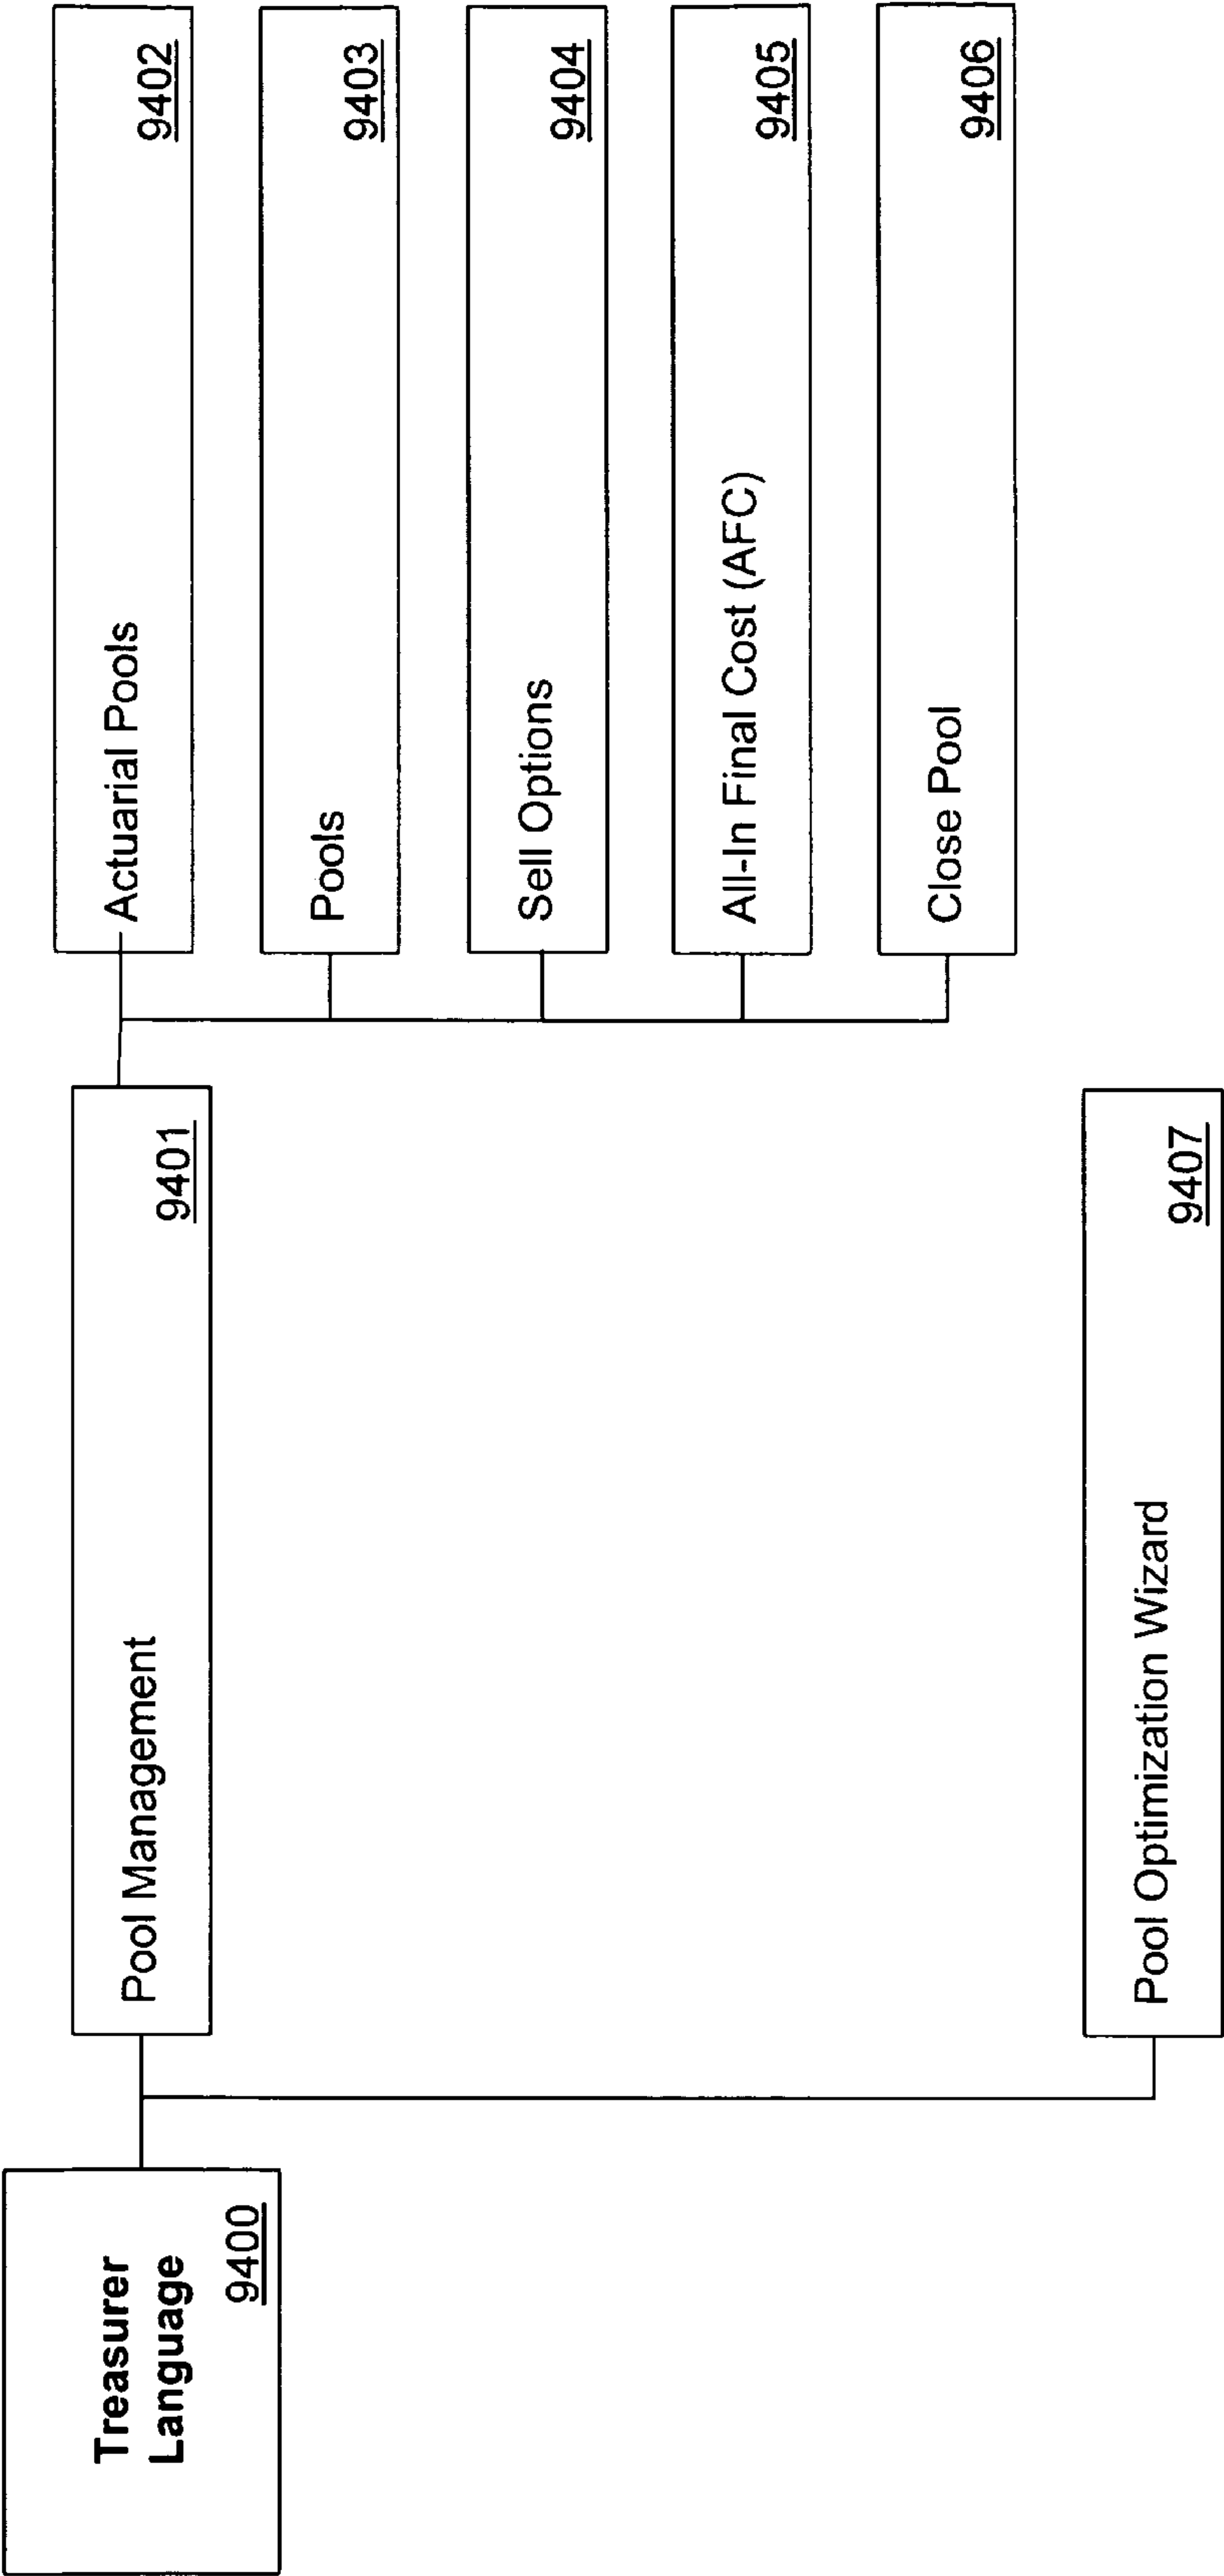 Treasurer
Language
9400
Pool Management
9401
Actuarial Pools
9402
Pools
9403
Sell Options
9404
All-In Final Cost (AFC)
9405
Close Pool
9406
Pool Optimization Wizard
9407